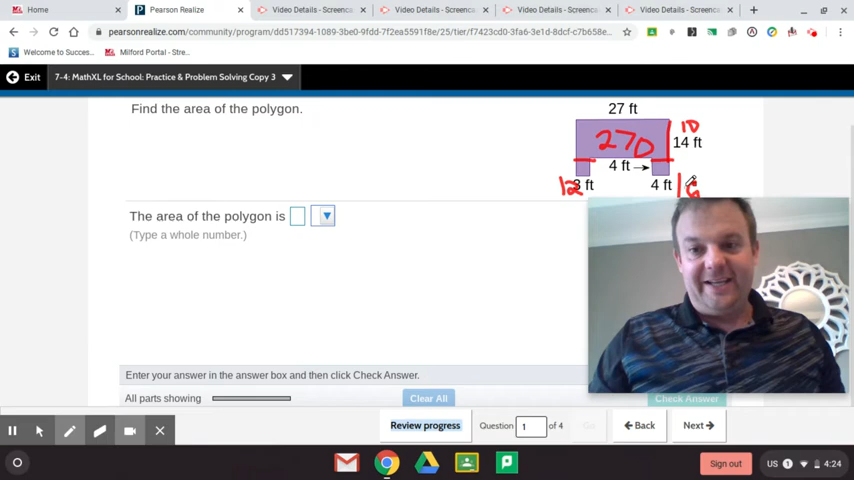 Home
Pearson Realize
Video Details - Screenca
Video Details - Screenc
Video Details - Screenca
Video Details - Screenca
pearsonrealize.com/community/program/dd517394-1089-3be0-9fdd-7f2ea5591f8e/25/tier/f7423cd0-3fa6-3e1d-8dcf-c7b658e...
Welcome to Succes...
Milford Portal - Stre...
Exit
7-4: MathXL for School: Practice & Problem Solving Copy 3
Find the area of the polygon.
27 ft
10
270
14 ft
4 ft
12
3 ft
4 ft
16
The area of the polygon is
(Type a whole number.)
Enter your answer in the answer box and then click Check Answer.
All parts showing
Clear All
Check Answer
Review progress
Question
1
of 4
Go
Back
Next
Sign out
US
1
4:24